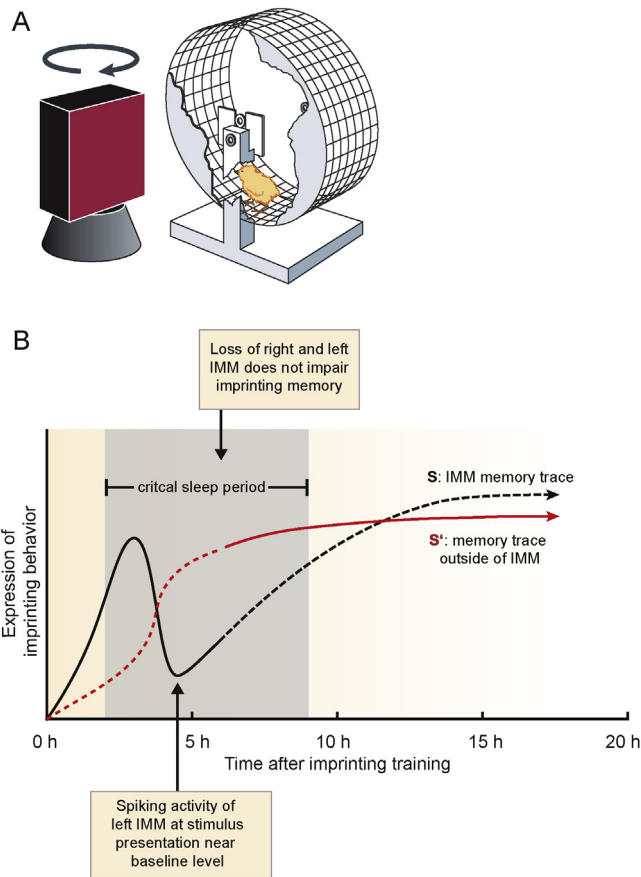 A
B
Loss of right and left
IMM does not impair
imprinting memory
critcal sleep period
S: IMM memory trace
S‘: memory trace
outside of IMM
Expression of
imprinting behavior
0 h
5 h
10 h
15 h
20 h
Time after imprinting training
Spiking activity of
left IMM at stimulus
presentation near
baseline level